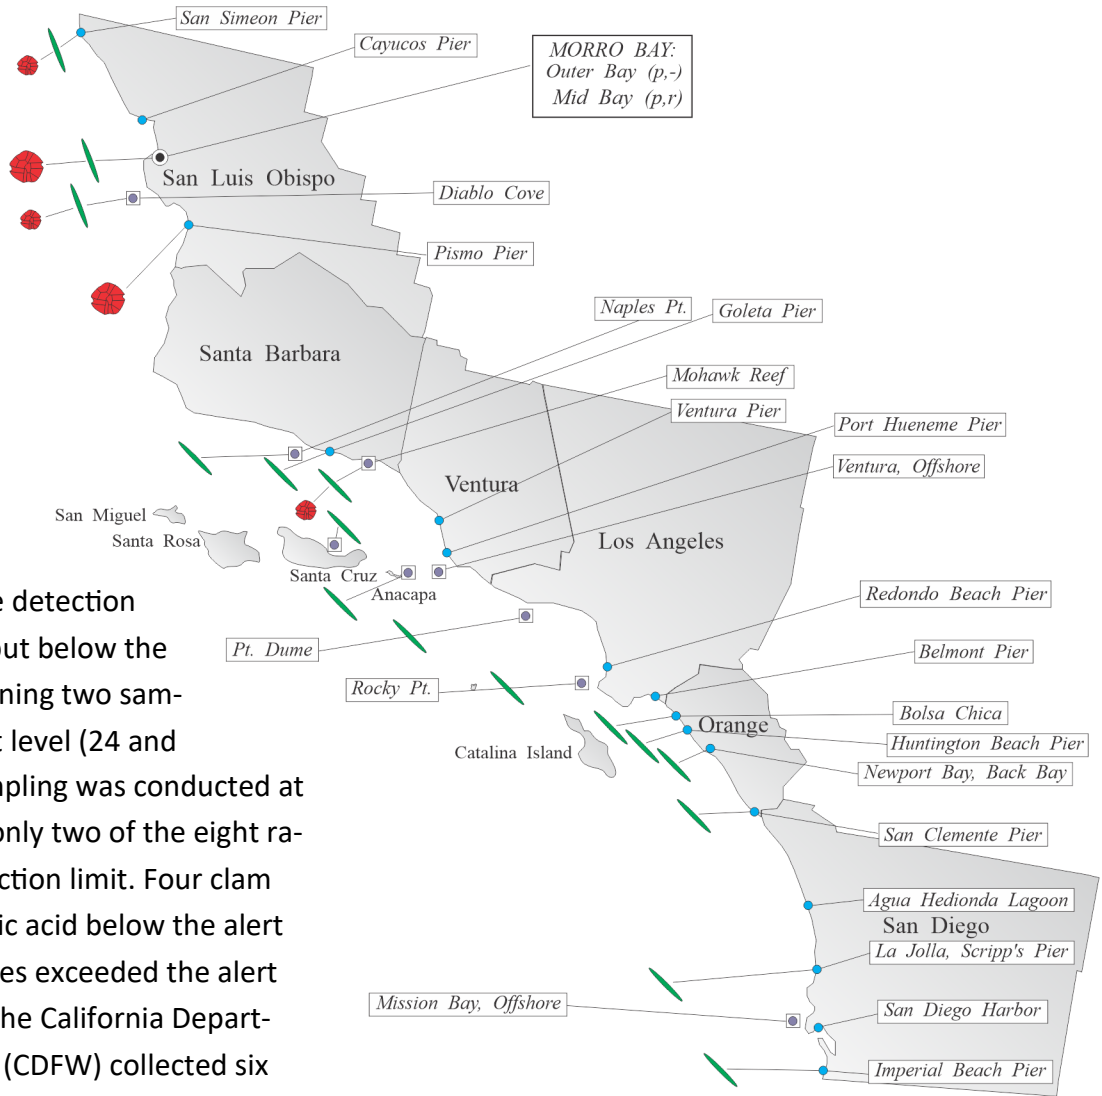 San Simeon Pier
Cayucos Pier
MORRO BAY:
Outer Bay (p,-)
Mid Bay (p,r)
San Luis Obispo
Diablo Cove
Pismo Pier
Naples Pt.
Goleta Pier
Santa Barbara
Mohawk Reef
Ventura Pier
Port Hueneme Pier
Ventura, Offshore
Ventura
San Miguel
Santa Rosa
Los Angeles
Santa Cruz
Anacapa
Redondo Beach Pier
Pt. Dume
Belmont Pier
Rocky Pt.
Bolsa Chica
Orange
Huntington Beach Pier
Catalina Island
Newport Bay, Back Bay
San Clemente Pier
Agua Hedionda Lagoon
San Diego
La Jolla, Scripp's Pier
Mission Bay, Offshore
San Diego Harbor
Imperial Beach Pier
e detection
out below the
ning two sam-
t level (24 and
pling was conducted at
only two of the eight ra-
ction limit. Four clam
ic acid below the alert
es exceeded the alert
he California Depart-
(CDFW) collected six